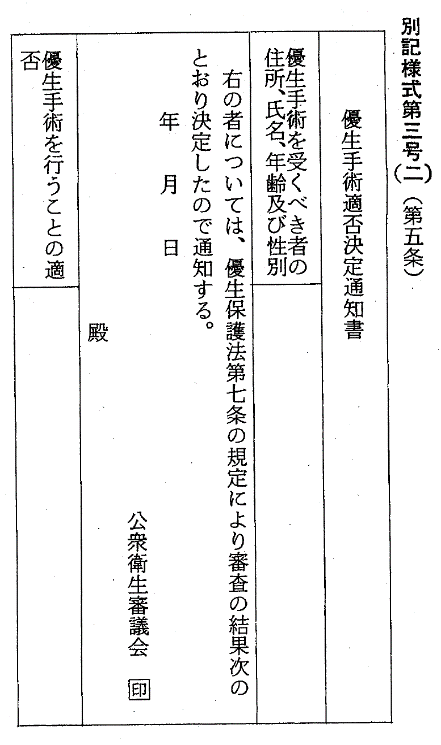 別記様式第三号(二)(第五条)
優生手術適否決定通知書
優生手術を受くべき者の
住所、氏名、年齢及び性別
右の者については、優生保護法第七条の規定により審査の結果次の
とおり決定したので通知する。
年 月 日
公衆衛生審議会 印
殿
優生手術を行うことの適
否